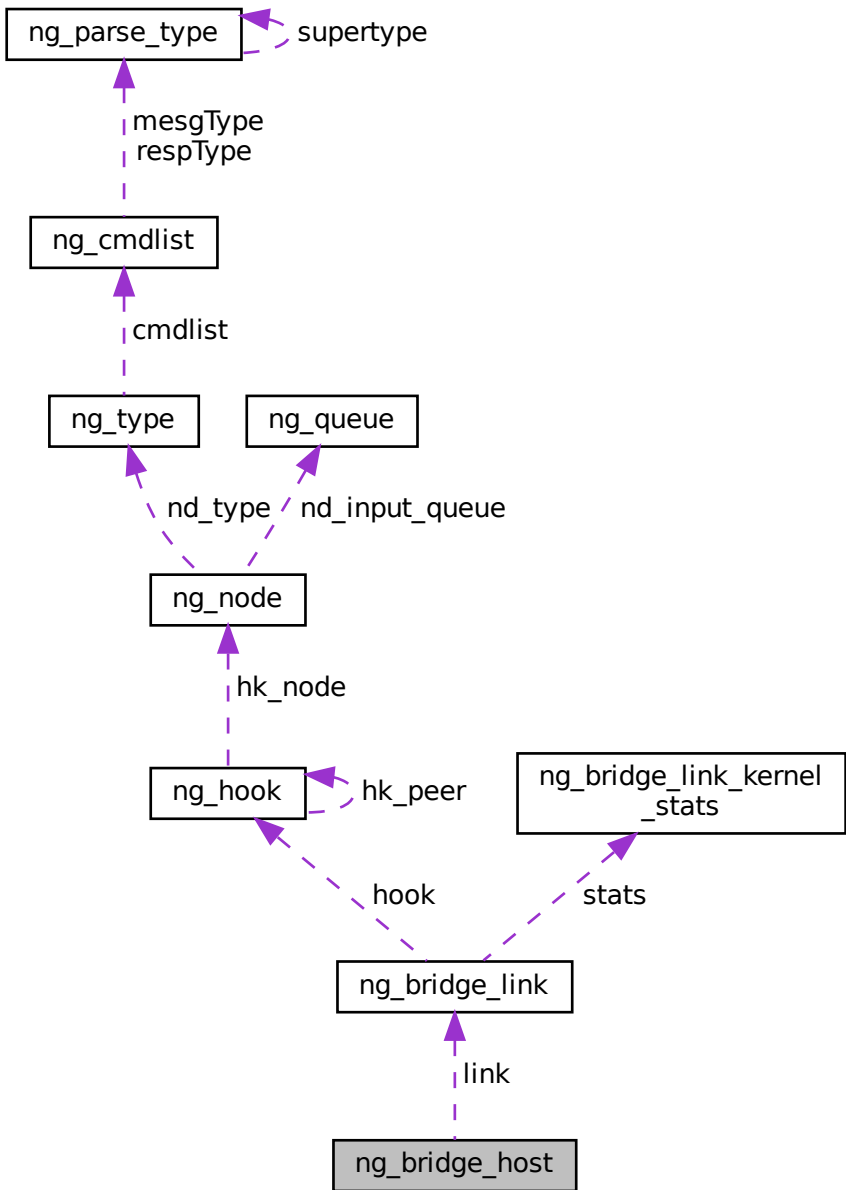 ng_parse_type
supertype
mesgType
respType
ng_cmdlist
cmdlist
ng_type
ng_queue
nd_type
nd_input_queue
ng_node
hk_node
ng_hook
hk_peer
ng_bridge_link_kernel
_stats
hook
stats
ng_bridge_link
link
ng_bridge_host